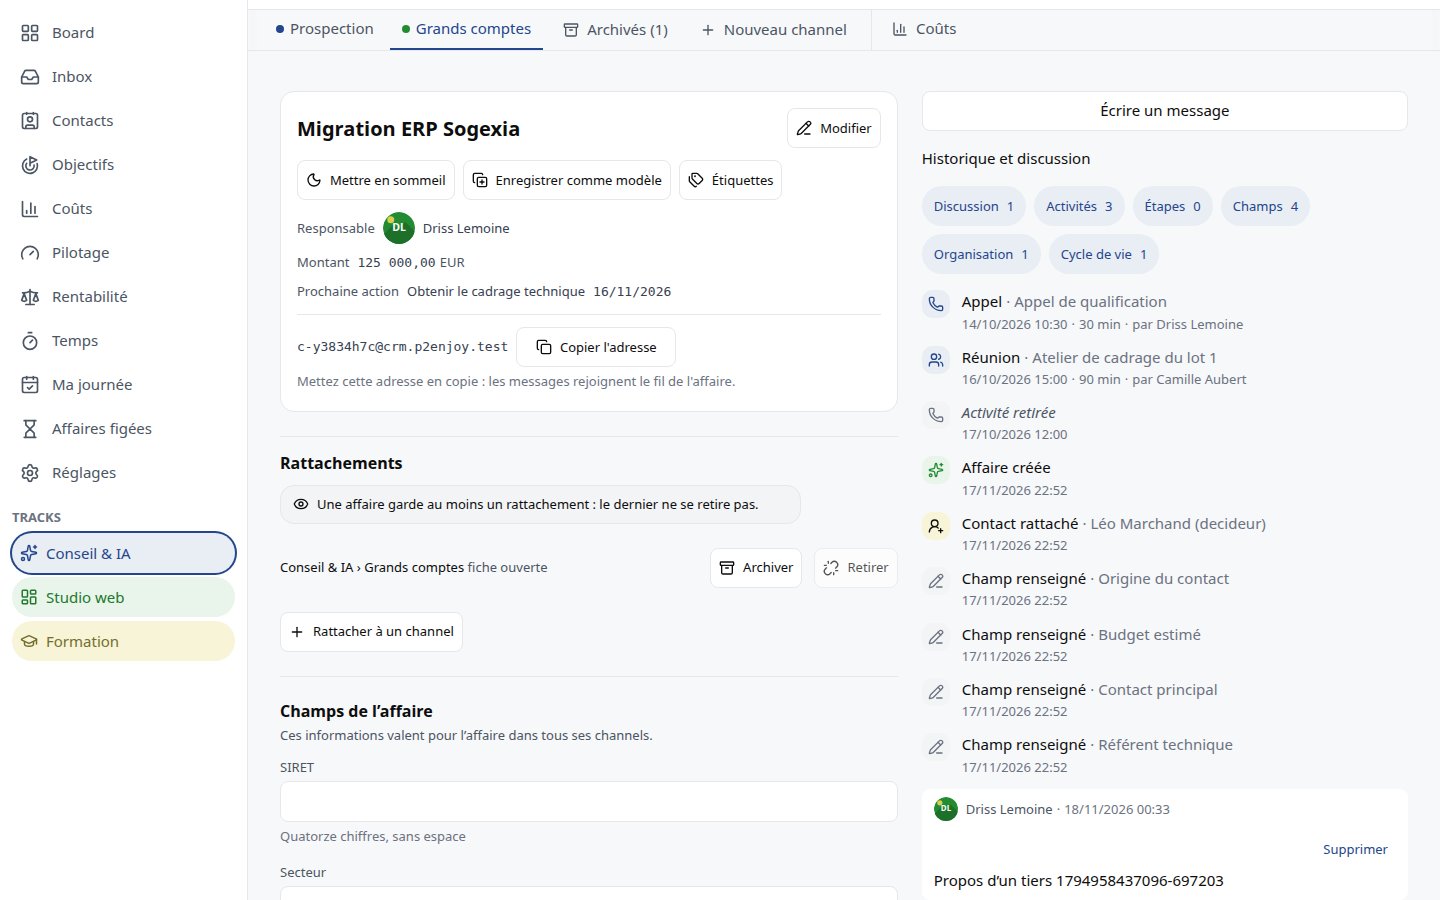 Board
Inbox
Contacts
Objectifs
Coûts
Pilotage
Rentabilité
Temps
Ma journée
Affaires figées
Réglages
TRACKS
Conseil & IA
Studio web
Formation
Prospection
Grands comptes
Archivés (1)
Nouveau channel
Coûts
Migration ERP Sogexia
Modifier
Mettre en sommeil
Enregistrer comme modèle
Étiquettes
Responsable DL Driss Lemoine
Montant 125 000,00 EUR
Prochaine action Obtenir le cadrage technique 16/11/2026
c-y3834h7c@crm.p2enjoy.test
Copier l'adresse
Mettez cette adresse en copie : les messages rejoignent le fil de l'affaire.
Rattachements
Une affaire garde au moins un rattachement : le dernier ne se retire pas.
Conseil & IA › Grands comptes fiche ouverte
Archiver
Retirer
Rattacher à un channel
Champs de l’affaire
Ces informations valent pour l’affaire dans tous ses channels.
SIRET
Quatorze chiffres, sans espace
Secteur
Écrire un message
Historique et discussion
Discussion 1
Activités 3
Étapes 0
Champs 4
Organisation 1
Cycle de vie 1
Appel · Appel de qualification
14/10/2026 10:30 · 30 min · par Driss Lemoine
Réunion · Atelier de cadrage du lot 1
16/10/2026 15:00 · 90 min · par Camille Aubert
Activité retirée
17/10/2026 12:00
Affaire créée
17/11/2026 22:52
Contact rattaché · Léo Marchand (decideur)
17/11/2026 22:52
Champ renseigné · Origine du contact
17/11/2026 22:52
Champ renseigné · Budget estimé
17/11/2026 22:52
Champ renseigné · Contact principal
17/11/2026 22:52
Champ renseigné · Référent technique
17/11/2026 22:52
DL Driss Lemoine · 18/11/2026 00:33
Supprimer
Propos d’un tiers 1794958437096-697203